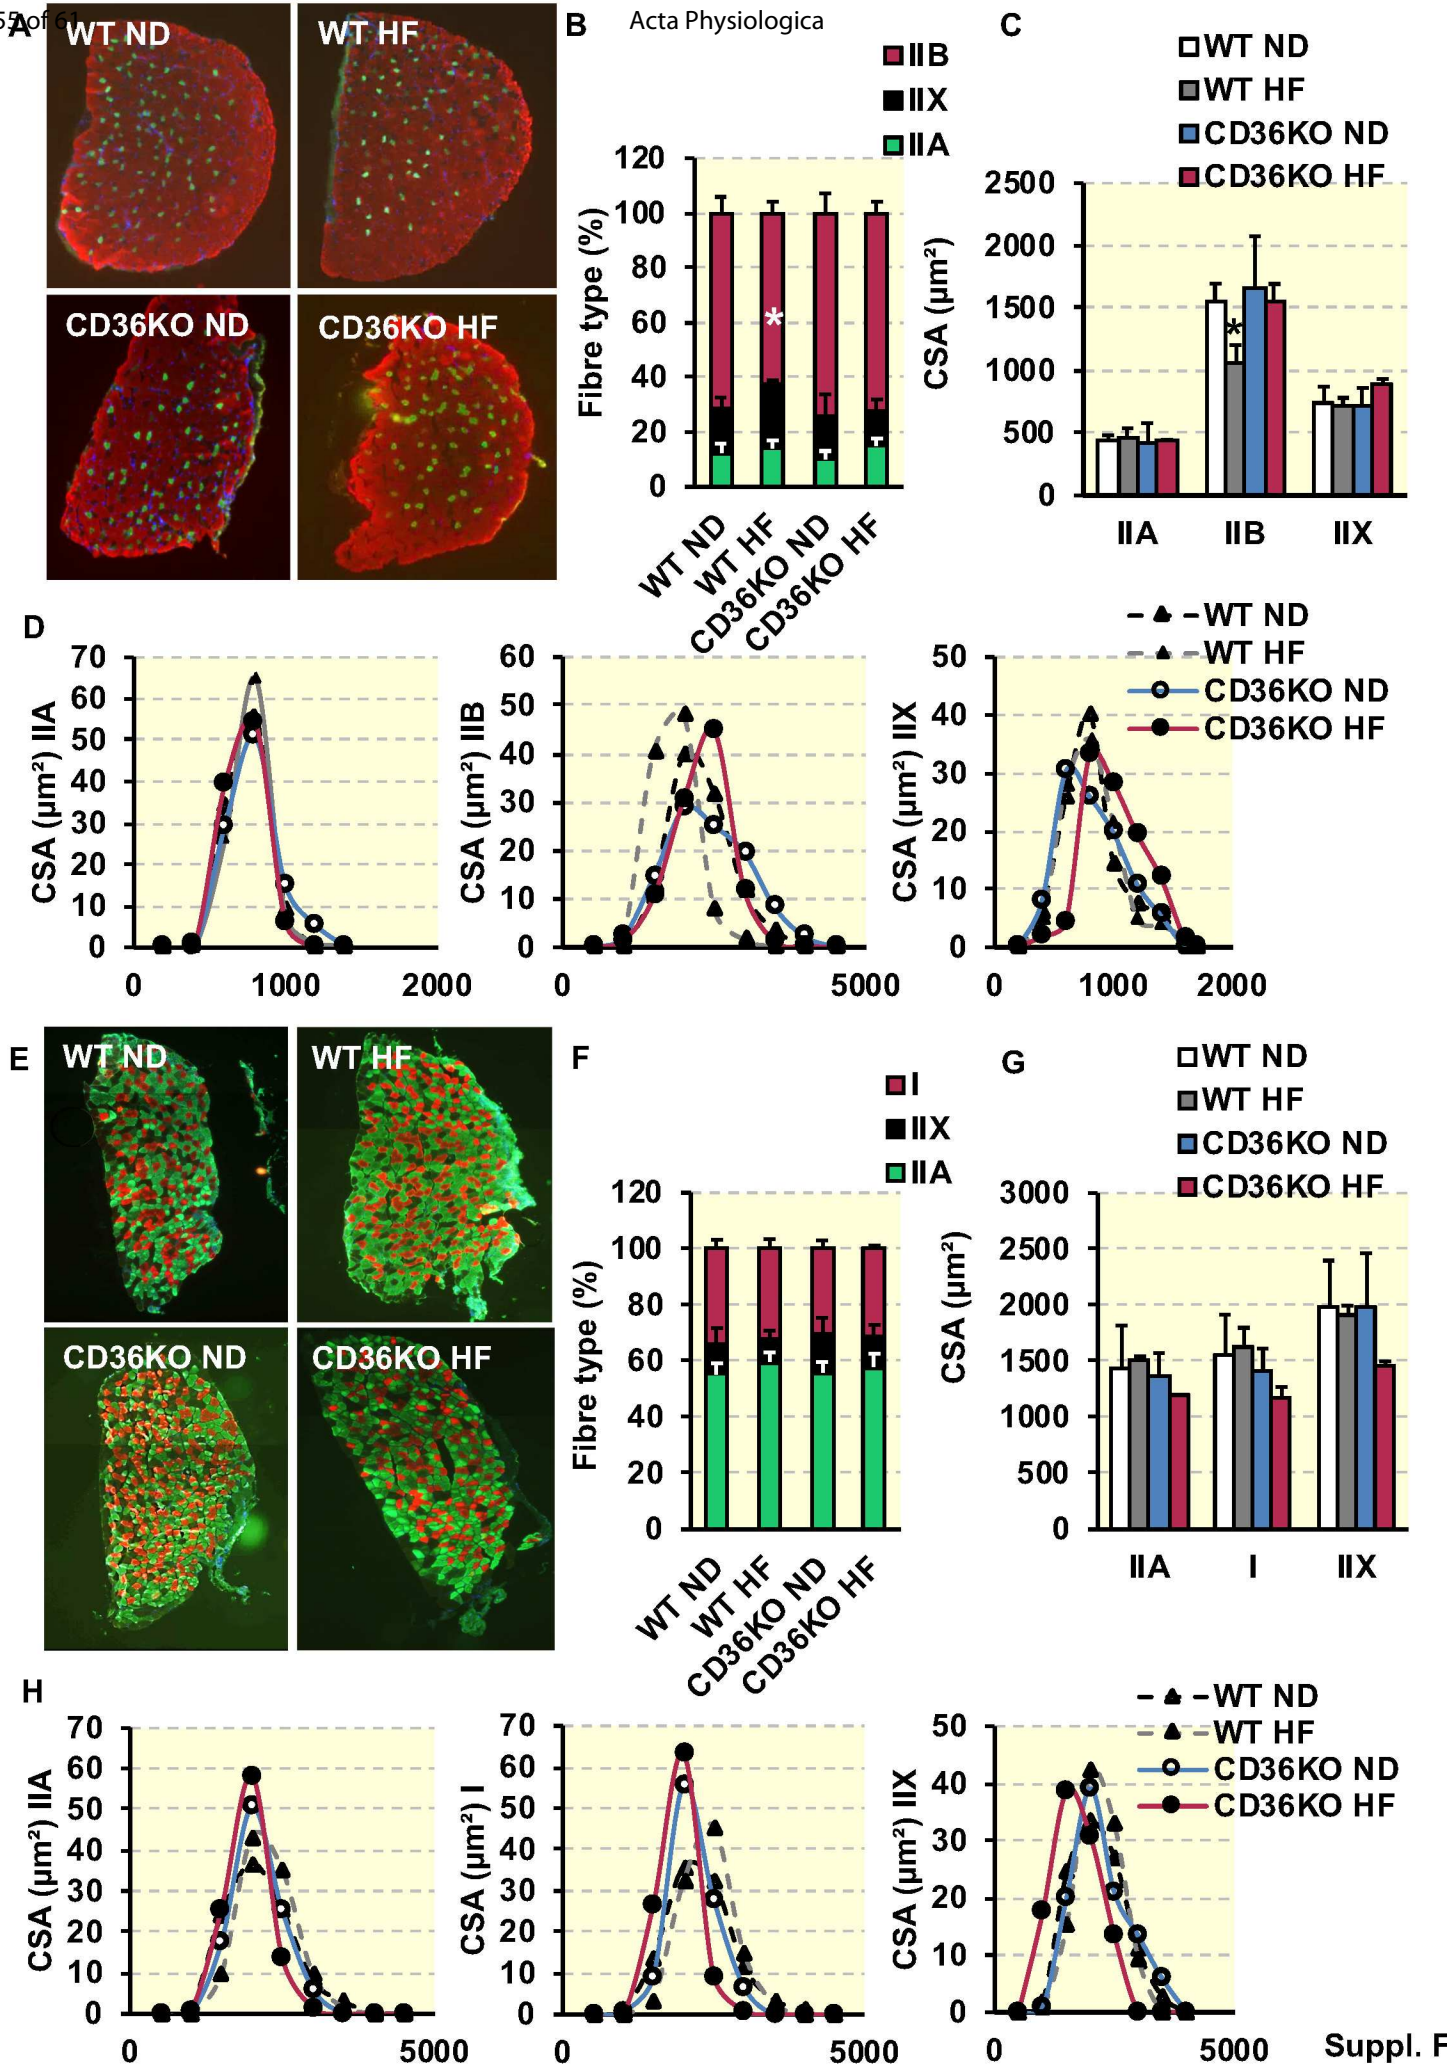 55 of 61
Acta Physiologica
A
WT ND
WT HF
CD36KO ND
CD36KO HF
B
IIB
IIX
IIA
Fibre type (%)
120
100
80
60
40
20
0
*
WT ND
WT HF
CD36KO ND
CD36KO HF
C
WT ND
WT HF
CD36KO ND
CD36KO HF
CSA (µm²)
2500
2000
1500
1000
500
0
*
IIA
IIB
IIX
D
CSA (µm²) IIA
70
60
50
40
30
20
10
0
0
1000
2000
CSA (µm²) IIB
60
50
40
30
20
10
0
0
5000
WT ND
WT HF
CD36KO ND
CD36KO HF
CSA (µm²) IIX
50
40
30
20
10
0
0
1000
2000
E
WT ND
WT HF
CD36KO ND
CD36KO HF
F
I
IIX
IIA
Fibre type (%)
120
100
80
60
40
20
0
WT ND
WT HF
CD36KO ND
CD36KO HF
G
WT ND
WT HF
CD36KO ND
CD36KO HF
CSA (µm²)
3000
2500
2000
1500
1000
500
0
IIA
I
IIX
H
CSA (µm²) IIA
70
60
50
40
30
20
10
0
0
5000
CSA (µm²) I
70
60
50
40
30
20
10
0
0
5000
WT ND
WT HF
CD36KO ND
CD36KO HF
CSA (µm²) IIX
50
40
30
20
10
0
0
5000
Suppl. F